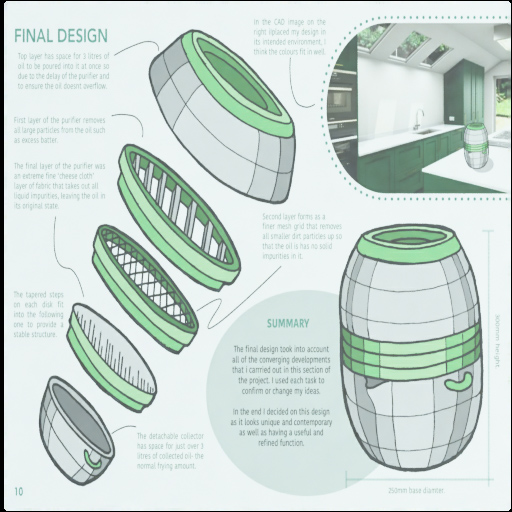 FINAL DESIGN
Top layer has space for 3 litres of
oil to be poured into it at once so
due to the delay of the purifier and
to ensure the oil doesnt overflow.
First layer of the purifier removes
all large particles from the oil such
as excess batter.
The final layer of the purifier was
an extreme fine 'cheese cloth'
layer of fabric that takes out all
liquid impurities, leaving the oil in
its original state.
The tapered steps
on each disk fit
into the following
one to provide a
stable structure.
In the CAD image on the
right I placed my design in
its intended environment, I
think the colours fit in well.
Second layer forms as a
finer mesh grid that removes
all smaller dirt particles up so
that the oil is has no solid
impurities in it.
SUMMARY
The final design took into account
all of the converging developments
that i carried out in this section of
the project. I used each task to
confirm or change my ideas.
In the end I decided on this design
as it looks unique and contemporary
as well as having a useful and
refined function.
The detachable collector
has space for just over 3
litres of collected oil- the
normal frying amount.
300mm height
250mm base diamter.
10